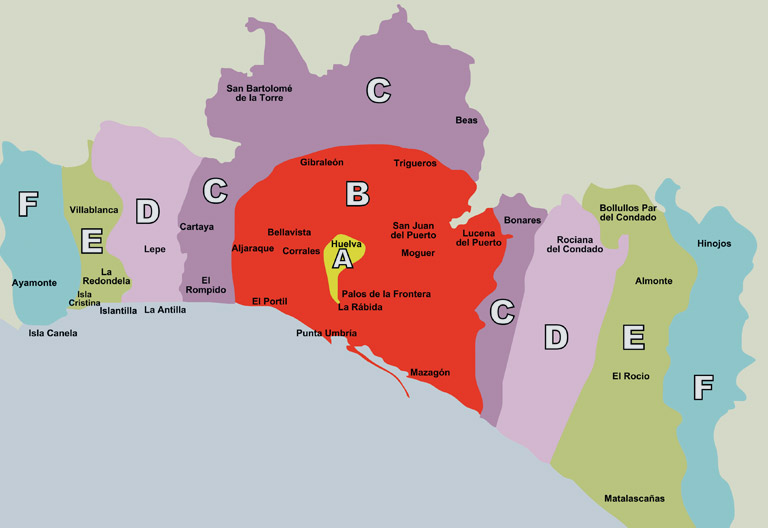 C
San Bartolomé
de la Torre
Beas
Gibraleón
Trigueros
F
E
D
C
B
Villablanca
Cartaya
Lepe
Bellavista
Aljaraque
Corrales
Huelva
A
San Juan
del Puerto
Moguer
Lucena
del Puerto
Bonares
Rociana
del Condado
Bollullos Par
del Condado
Hinojos
Ayamonte
La
Redondela
Isla
Cristina
Islantilla
La Antilla
El
Rompido
El Portil
Isla Canela
Palos de la Frontera
La Rábida
Punta Umbria
Mazagón
Almonte
C
D
E
F
El Rocio
Matalascañas